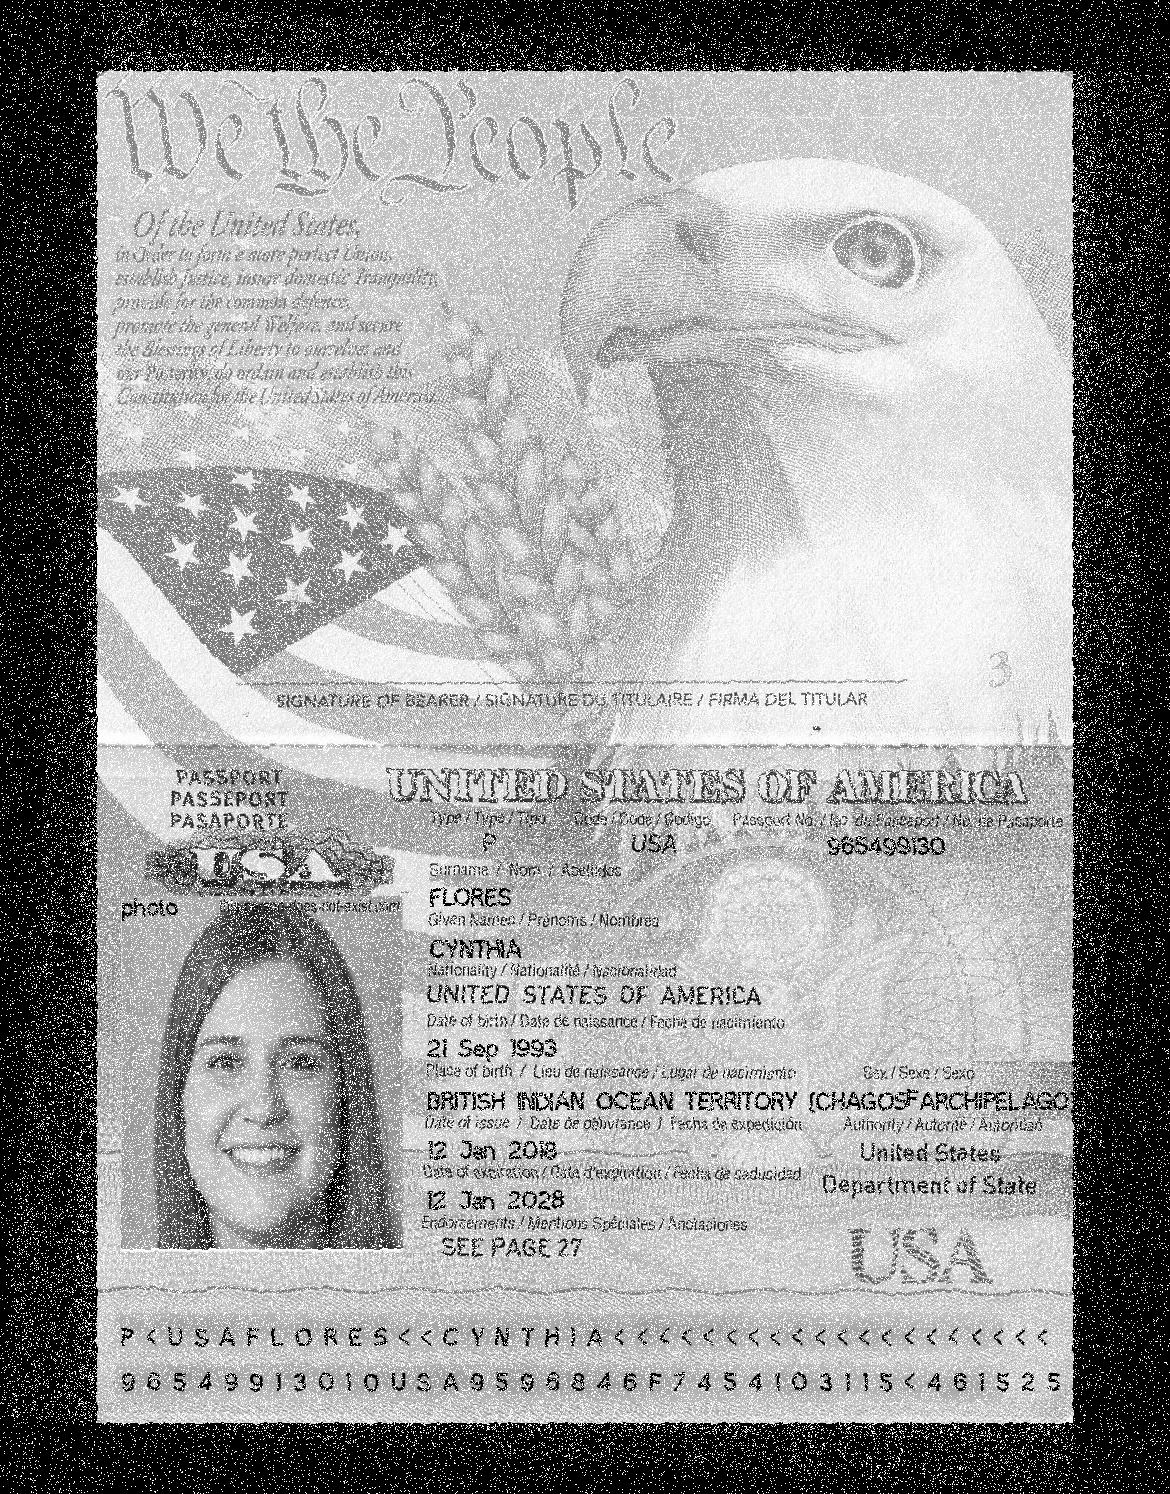 We the People
Of the United States,
in Order to form a more perfect Union,
establish Justice, insure domestic Tranquility,
provide for the common defence,
promote the general Welfare, and secure
the Blessings of Liberty to ourselves and
our Posterity, do ordain and establish this
Constitution for the United States of America.
3
SIGNATURE OF BEARER / SIGNATURE DU TITULAIRE / FIRMA DEL TITULAR
PASSPORT
PASSEPORT
PASAPORTE
UNITED STATES OF AMERICA
Type / Type / Tipo Code / Code / Codigo Passport No. / No. du Passeport / No. de Pasaporte
P USA 965499130
USA
Surname / Nom / Apellidos
photo
FLORES
Given Names / Prénoms / Nombres
CYNTHIA
Nationality / Nationalité / Nacionalidad
UNITED STATES OF AMERICA
Date of birth / Date de naissance / Fecha de nacimiento
21 Sep 1993
Place of birth / Lieu de naissance / Lugar de nacimiento Sex / Sexe / Sexo
BRITISH INDIAN OCEAN TERRITORY (CHAGOS ARCHIPELAGO F
Date of issue / Date de délivrance / Fecha de expedición Authority / Autorité / Autoridad
12 Jan 2018 United States
Date of expiration / Date d'expiration / Fecha de caducidad
Department of State
12 Jan 2028
Endorsements / Mentions Spéciales / Anotaciones
SEE PAGE 27
USA
P<USAFLORES<<CYNTHIA<<<<<<<<<<<<<<<<<<<<
9654991301OUSA9596846F7454103115<461525